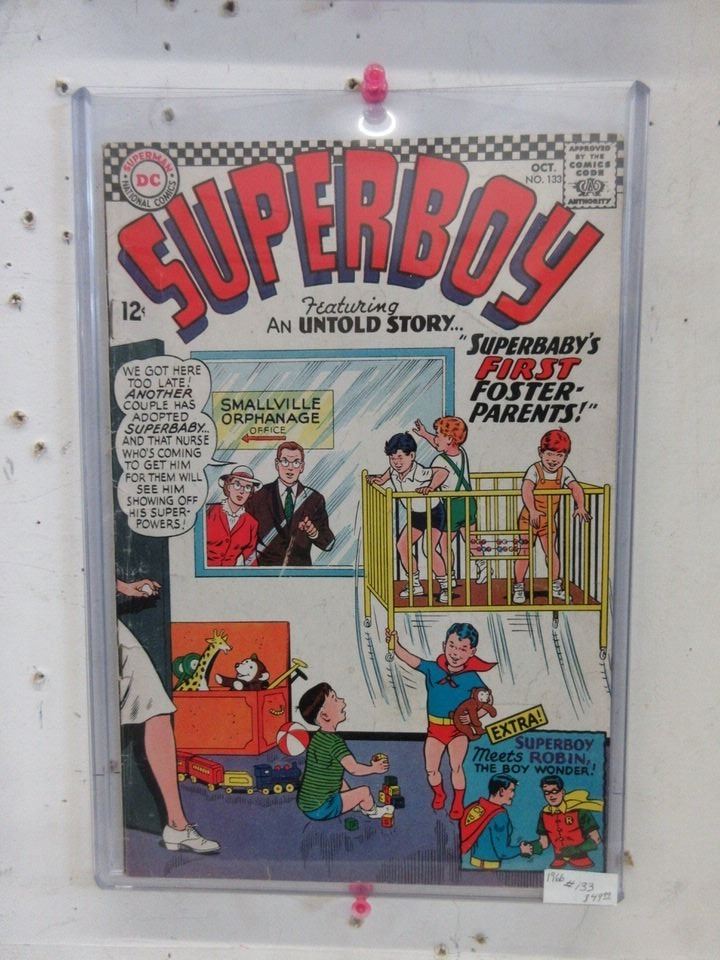 SUPERMAN
DC
NATIONAL COMICS
SUPERBOY
OCT.
NO. 133
APPROVED
BY THE
COMICS
CODE
CA
AUTHORITY
12¢
Featuring
AN UNTOLD STORY...
"SUPERBABY'S
FIRST
FOSTER-
PARENTS!"
WE GOT HERE
TOO LATE!
ANOTHER
COUPLE HAS
ADOPTED
SUPERBABY...
AND THAT NURSE
WHO'S COMING
TO GET HIM
FOR THEM WILL
SEE HIM
SHOWING OFF
HIS SUPER-
POWERS!
SMALLVILLE
ORPHANAGE
OFFICE
EXTRA!
SUPERBOY
Meets ROBIN,
THE BOY WONDER!
R
1966 #133